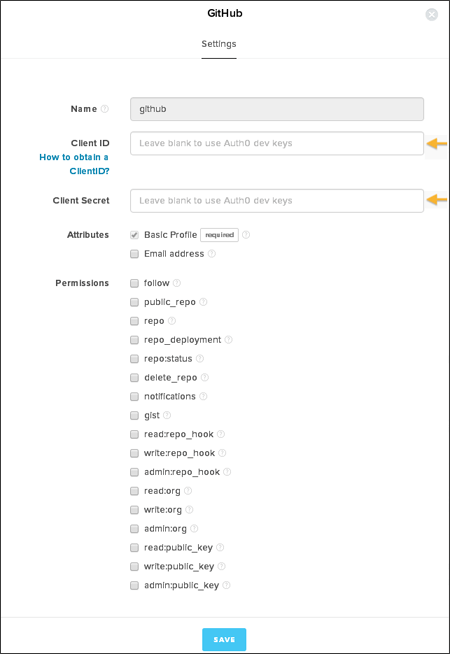 GitHub
Settings
Name
github
Client ID
Leave blank to use Auth0 dev keys
How to obtain a
ClientID?
Client Secret
Leave blank to use Auth0 dev keys
Attributes
Basic Profile required
Email address
Permissions
follow
public_repo
repo
repo_deployment
repo:status
delete_repo
notifications
gist
read:repo_hook
write:repo_hook
admin:repo_hook
read:org
write:org
admin:org
read:public_key
write:public_key
admin:public_key
SAVE